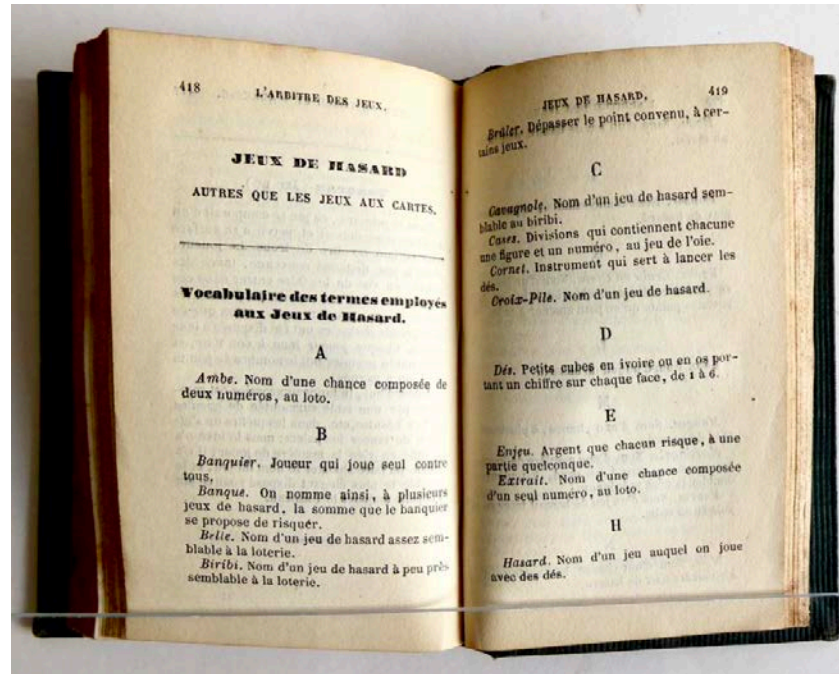 418
L'ARBITRE DES JEUX.
JEUX DE HASARD
AUTRES QUE LES JEUX AUX CARTES.
Vocabulaire des termes employés
aux Jeux de Hasard.
A
Ambe. Nom d'une chance composée de
deux numéros, au loto.
B
Banquier. Joueur qui joue seul contre
tous.
Banque. On nomme ainsi, à plusieurs
jeux de hasard, la somme que le banquier
se propose de risquer.
Belle. Nom d'un jeu de hasard assez sem-
blable à la loterie.
Biribi. Nom d'un jeu de hasard à peu près
semblable à la loterie.
JEUX DE HASARD.
419
Brûler. Dépasser le point convenu, à cer-
tains jeux.
C
Cavagnole. Nom d'un jeu de hasard sem-
blable au biribi.
Cases. Divisions qui contiennent chacune
une figure et un numéro, au jeu de l'oie.
Cornet. Instrument qui sert à lancer les
dés.
Croix-Pile. Nom d'un jeu de hasard.
D
Dés. Petits cubes en ivoire ou en os por-
tant un chiffre sur chaque face, de 1 à 6.
E
Enjeu. Argent que chacun risque, à une
partie quelconque.
Extrait. Nom d'une chance composée
d'un seul numéro, au loto.
H
Hasard. Nom d'un jeu auquel on joue
avec des dés.